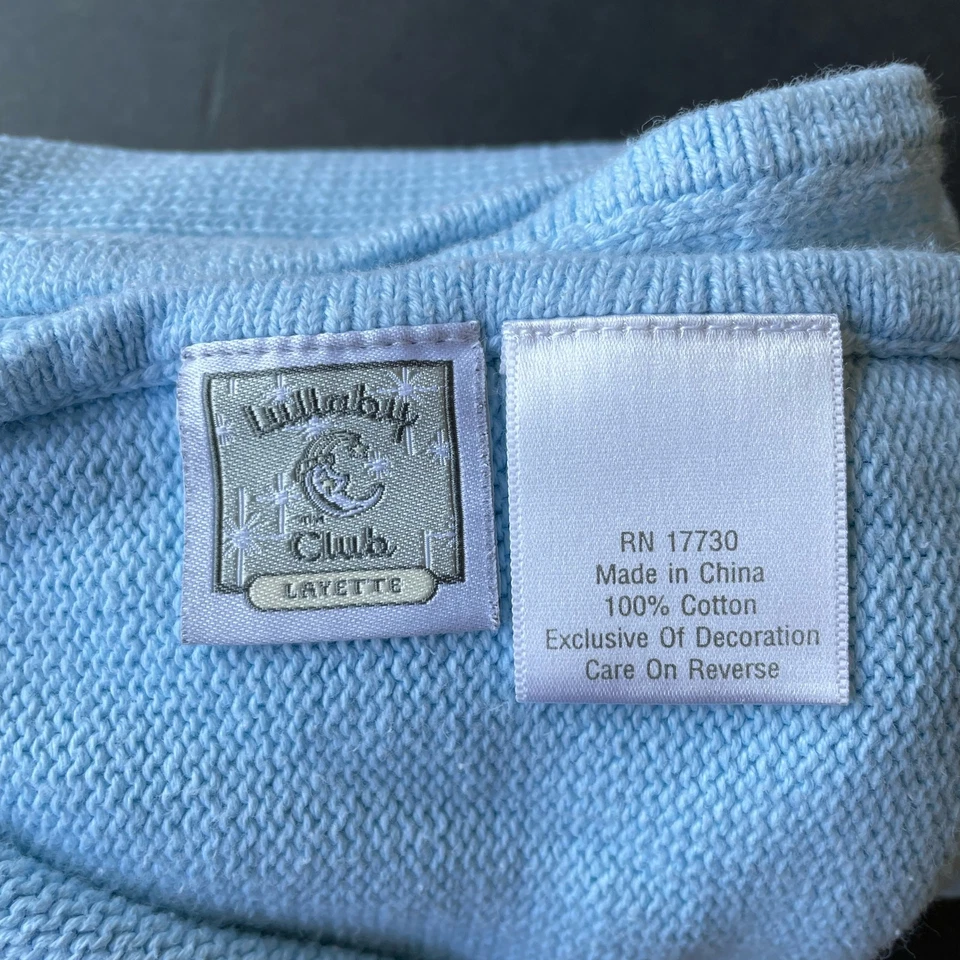 Lullaby
Club
LAYETTE
RN 17730
Made in China
100% Cotton
Exclusive Of Decoration
Care On Reverse